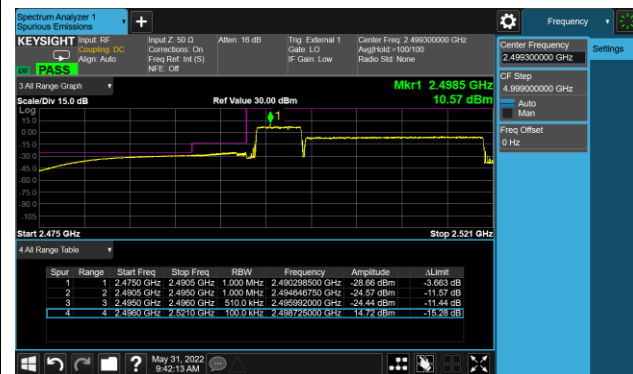 Spectrum Analyzer 1
Spurious Emissions
Frequency
KEYSIGHT
Input: RF
Coupling: DC
Align: Auto
Input Z: 50 Ω
Corrections: On
Freq Ref: Int (S)
NFE: Off
Atten: 16 dB
Trig: External 1
Gate: LO
IF Gain: Low
Center Freq: 2.499300000 GHz
Avg|Hold:>100/100
Radio Std: None
PASS
Center Frequency
2.499300000 GHz
Settings
CF Step
4.999000000 GHz
Auto
Man
Freq Offset
0 Hz
3 All Range Graph
Mkr1 2.4985 GHz
Scale/Div 15.0 dB
Ref Value 30.00 dBm
10.57 dBm
Log
15.0
0.00
-15.0
-30.0
-45.0
-60.0
-75.0
-90.0
-105
1
Start 2.475 GHz
Stop 2.521 GHz
4 All Range Table
Spur Range Start Freq Stop Freq RBW Frequency Amplitude ΔLimit
1 1 2.4750 GHz 2.4905 GHz 1.000 MHz 2.490298500 GHz -28.66 dBm -3.663 dB
2 2 2.4905 GHz 2.4950 GHz 1.000 MHz 2.494646750 GHz -24.57 dBm -11.57 dB
3 3 2.4950 GHz 2.4960 GHz 510.0 kHz 2.495992000 GHz -24.44 dBm -11.44 dB
4 4 2.4960 GHz 2.5210 GHz 100.0 kHz 2.498725000 GHz 14.72 dBm -15.28 dB
May 31, 2022
9:42:13 AM